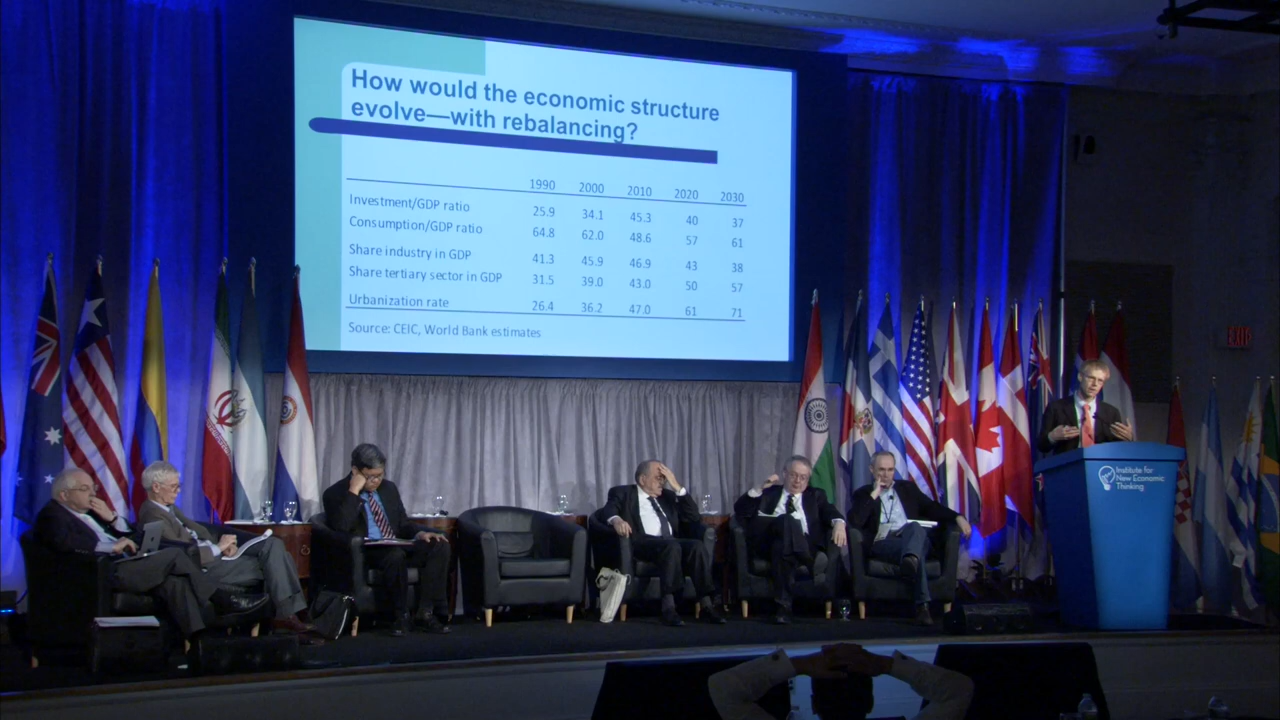 How would the economic structure
evolve—with rebalancing?
1990 2000 2010 2020 2030
Investment/GDP ratio 25.9 34.1 45.3 40 37
Consumption/GDP ratio 64.8 62.0 48.6 57 61
Share industry in GDP 41.3 45.9 46.9 43 38
Share tertiary sector in GDP 31.5 39.0 43.0 50 57
Urbanization rate 26.4 36.2 47.0 61 71
Source: CEIC, World Bank estimates
EXIT
Institute for
New Economic
Thinking